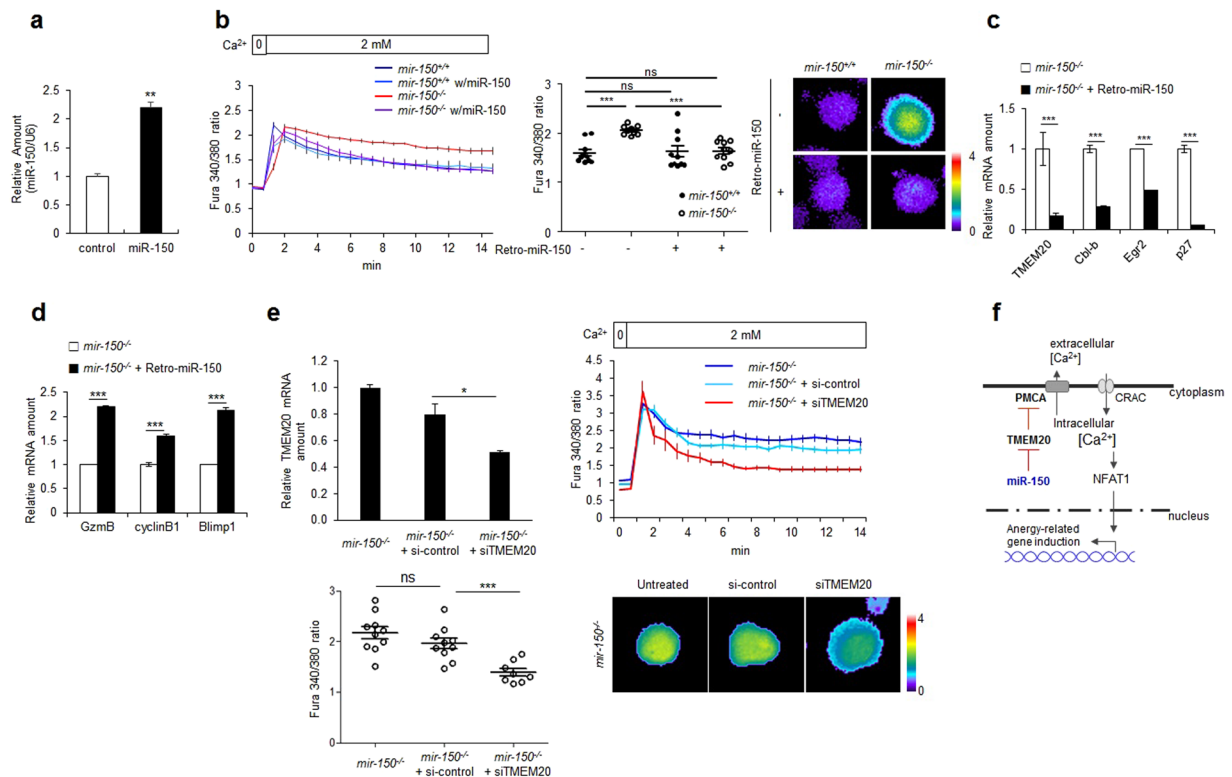 a
Relative Amount
(miR-150/U6)
2.5
2
1.5
1
0.5
0
**
control
miR-150
b
Ca²⁺
0
2 mM
Fura 340/380 ratio
3
2.5
2
1.5
1
0.5
0
mir-150⁺/⁺
mir-150⁺/⁺ w/miR-150
mir-150⁻/⁻
mir-150⁻/⁻ w/miR-150
0 2 4 6 8 10 12 14
min
Fura 340/380 ratio
3
2.5
2
1.5
1
0.5
0
ns
ns
***
***
mir-150⁺/⁺
mir-150⁻/⁻
Retro-miR-150
- - + +
mir-150⁺/⁺
mir-150⁻/⁻
Retro-miR-150
-
+
4
0
c
mir-150⁻/⁻
mir-150⁻/⁻ + Retro-miR-150
Relative mRNA amount
1.5
1
0.5
0
***
***
***
***
TMEM20
Cbl-b
Egr2
p27
d
mir-150⁻/⁻
mir-150⁻/⁻ + Retro-miR-150
Relative mRNA amount
2.5
2
1.5
1
0.5
0
***
***
***
GzmB
cyclinB1
Blimp1
e
Relative TMEM20 mRNA
amount
1.2
1.0
0.8
0.6
0.4
0.2
0.0
*
mir-150⁻/⁻
mir-150⁻/⁻
+ si-control
mir-150⁻/⁻
+ siTMEM20
Ca²⁺
0
2 mM
Fura 340/380 ratio
4.5
4
3.5
3
2.5
2
1.5
1
0.5
0
mir-150⁻/⁻
mir-150⁻/⁻ + si-control
mir-150⁻/⁻ + siTMEM20
0 2 4 6 8 10 12 14
min
Fura 340/380 ratio
3
2
1
0
ns
***
mir-150⁻/⁻
mir-150⁻/⁻
+ si-control
mir-150⁻/⁻
+ siTMEM20
Untreated
si-control
siTMEM20
mir-150⁻/⁻
4
0
f
extracellular
[Ca²⁺]
cytoplasm
PMCA
CRAC
Intracellular
[Ca²⁺]
TMEM20
miR-150
NFAT1
nucleus
Anergy-related
gene induction